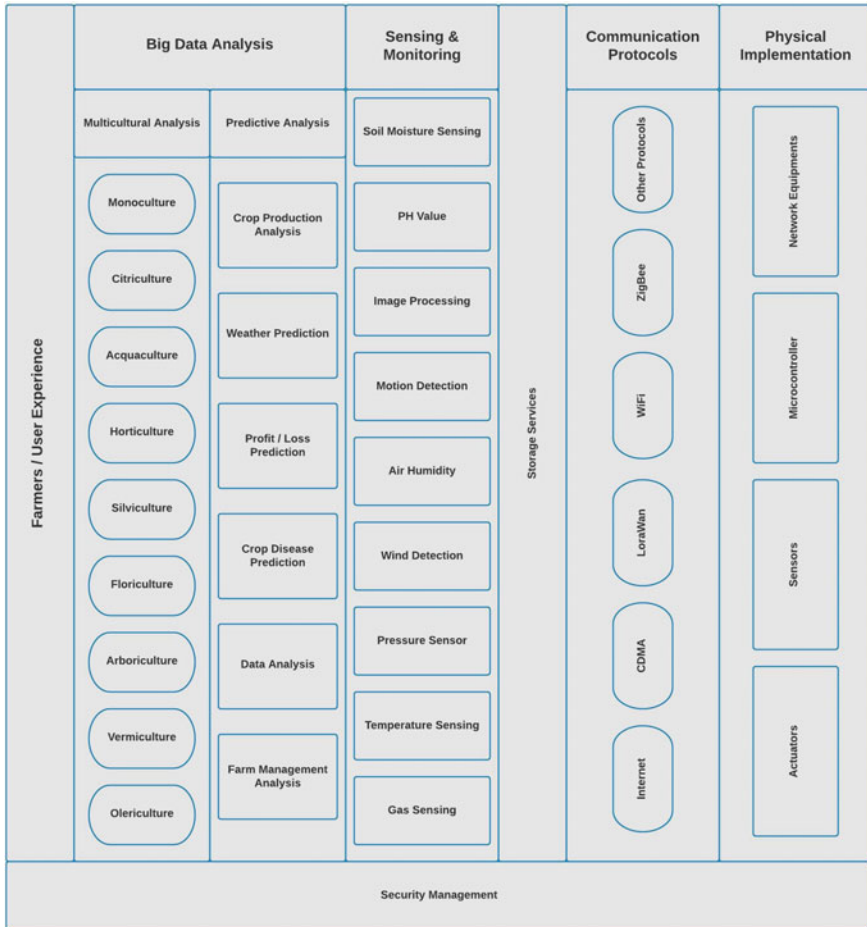 Farmers / User Experience
Big Data Analysis
Multicultural Analysis
Monoculture
Citriculture
Acquaculture
Horticulture
Silviculture
Floriculture
Arboriculture
Vermiculture
Olericulture
Predictive Analysis
Crop Production
Analysis
Weather Prediction
Profit / Loss
Prediction
Crop Disease
Prediction
Data Analysis
Farm Management
Analysis
Sensing &
Monitoring
Soil Moisture Sensing
PH Value
Image Processing
Motion Detection
Air Humidity
Wind Detection
Pressure Sensor
Temperature Sensing
Gas Sensing
Storage Services
Communication
Protocols
Other Protocols
ZigBee
WiFi
LoraWan
CDMA
Internet
Physical
Implementation
Network Equipments
Microcontroller
Sensors
Actuators
Security Management